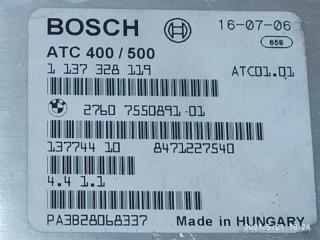 BOSCH 16-07-06
658
ATC 400 / 500
1 137 328 119 ATC01.01
2760 7550891-01
137744 10 8471227540
4.4 1.1
PA3B28068337 Made in HUNGARY